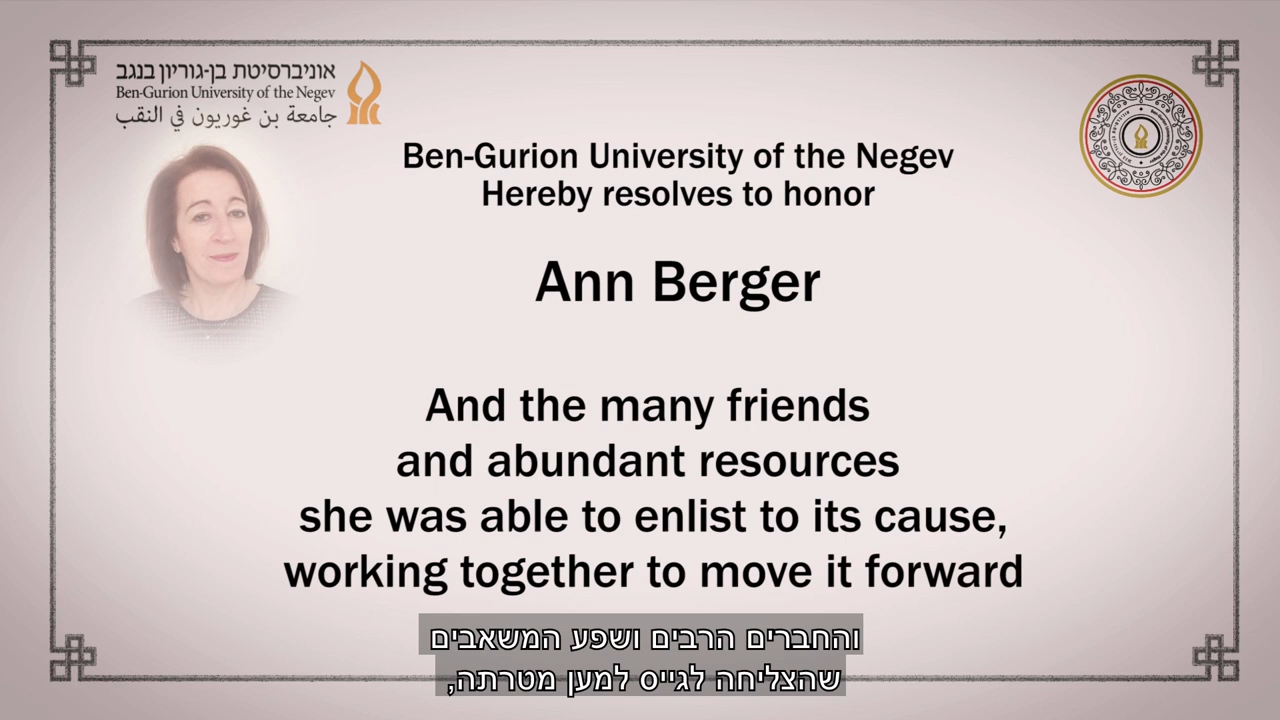 אוניברסיטת בן-גוריון בנגב
Ben-Gurion University of the Negev
جامعة بن غوريون في النقب
Ben-Gurion University of the Negev
Hereby resolves to honor
Ann Berger
And the many friends
and abundant resources
she was able to enlist to its cause,
working together to move it forward
והחברים הרבים ושפע המשאבים
שהצליחה לגייס למען מטרתה,